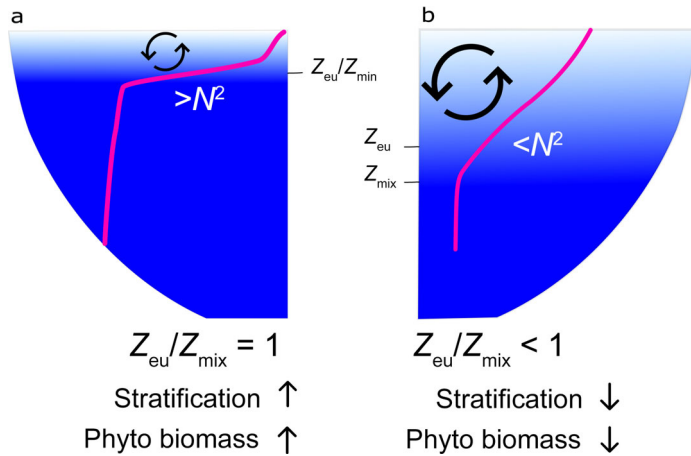 a
Zeu/Zmin
>N²
Zeu/Zmix = 1
Stratification ↑
Phyto biomass ↑
b
Zeu
<N²
Zmix
Zeu/Zmix < 1
Stratification ↓
Phyto biomass ↓